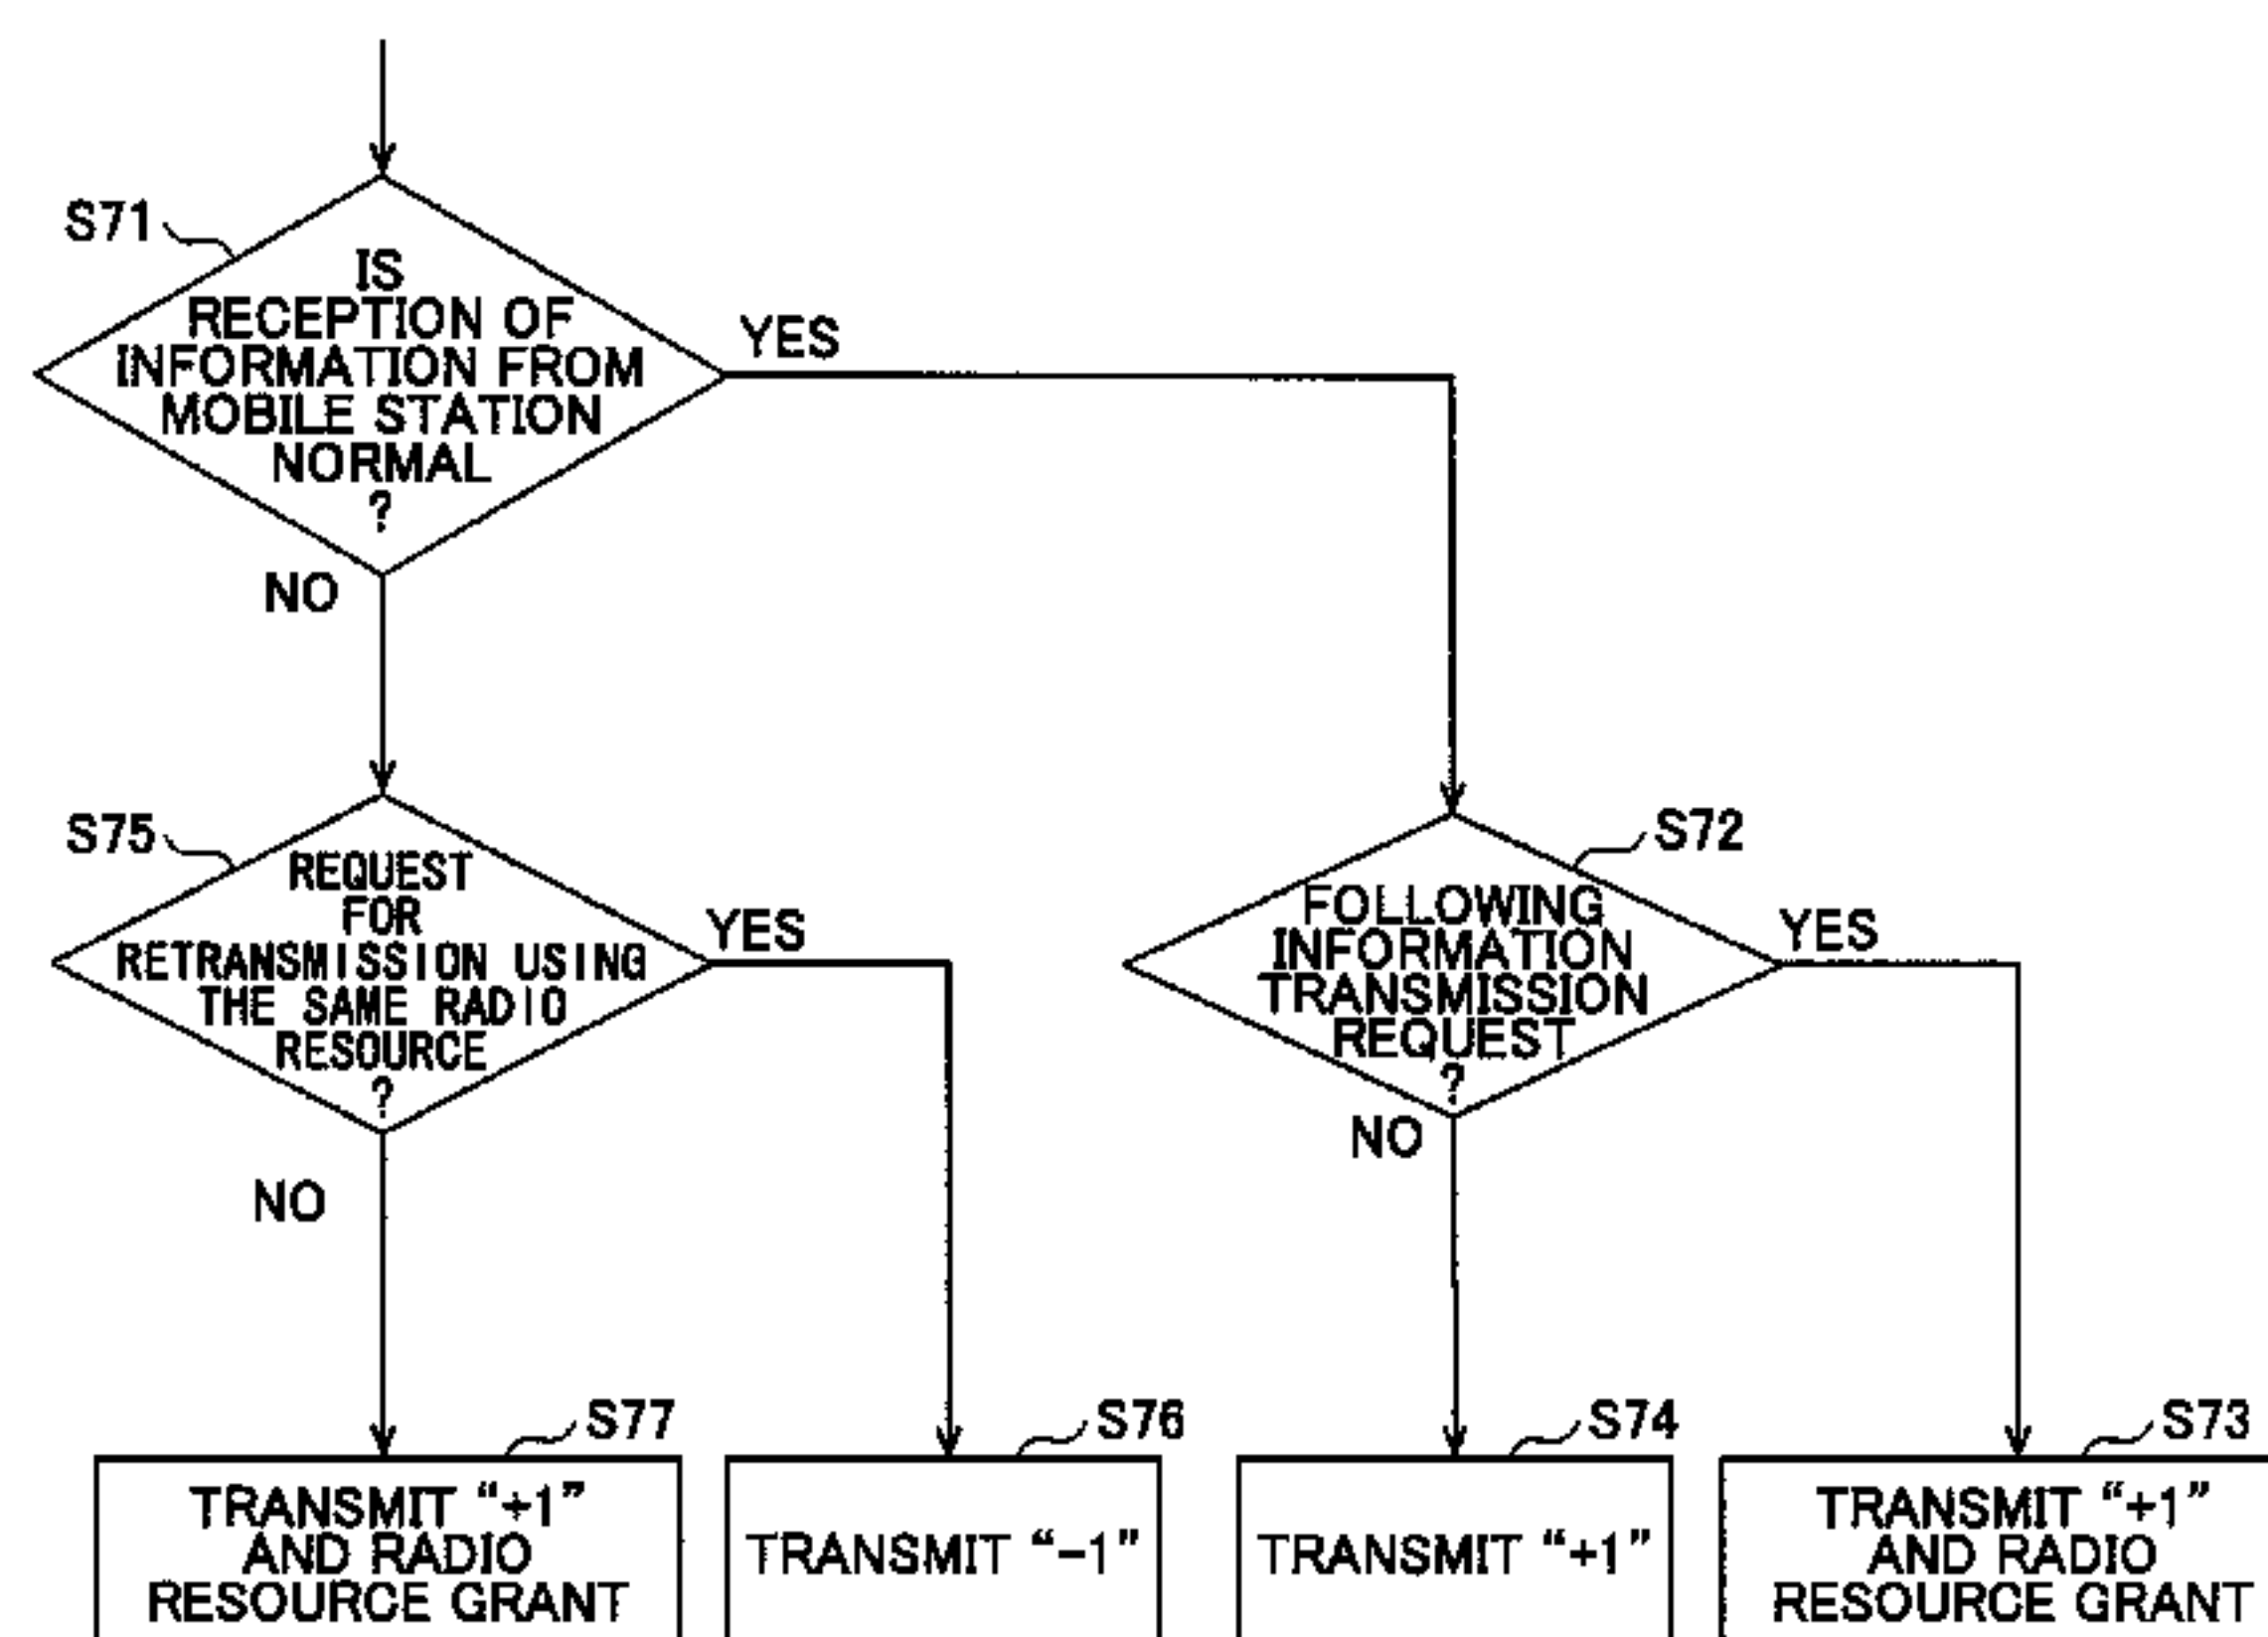 S71
IS
RECEPTION OF
INFORMATION FROM
MOBILE STATION
NORMAL
?
YES
NO
S75
REQUEST
FOR
RETRANSMISSION USING
THE SAME RADIO
RESOURCE
?
YES
NO
S72
FOLLOWING
INFORMATION
TRANSMISSION
REQUEST
?
YES
NO
S77
TRANSMIT “+1”
AND RADIO
RESOURCE GRANT
S76
TRANSMIT “-1”
S74
TRANSMIT “+1”
S73
TRANSMIT “+1”
AND RADIO
RESOURCE GRANT